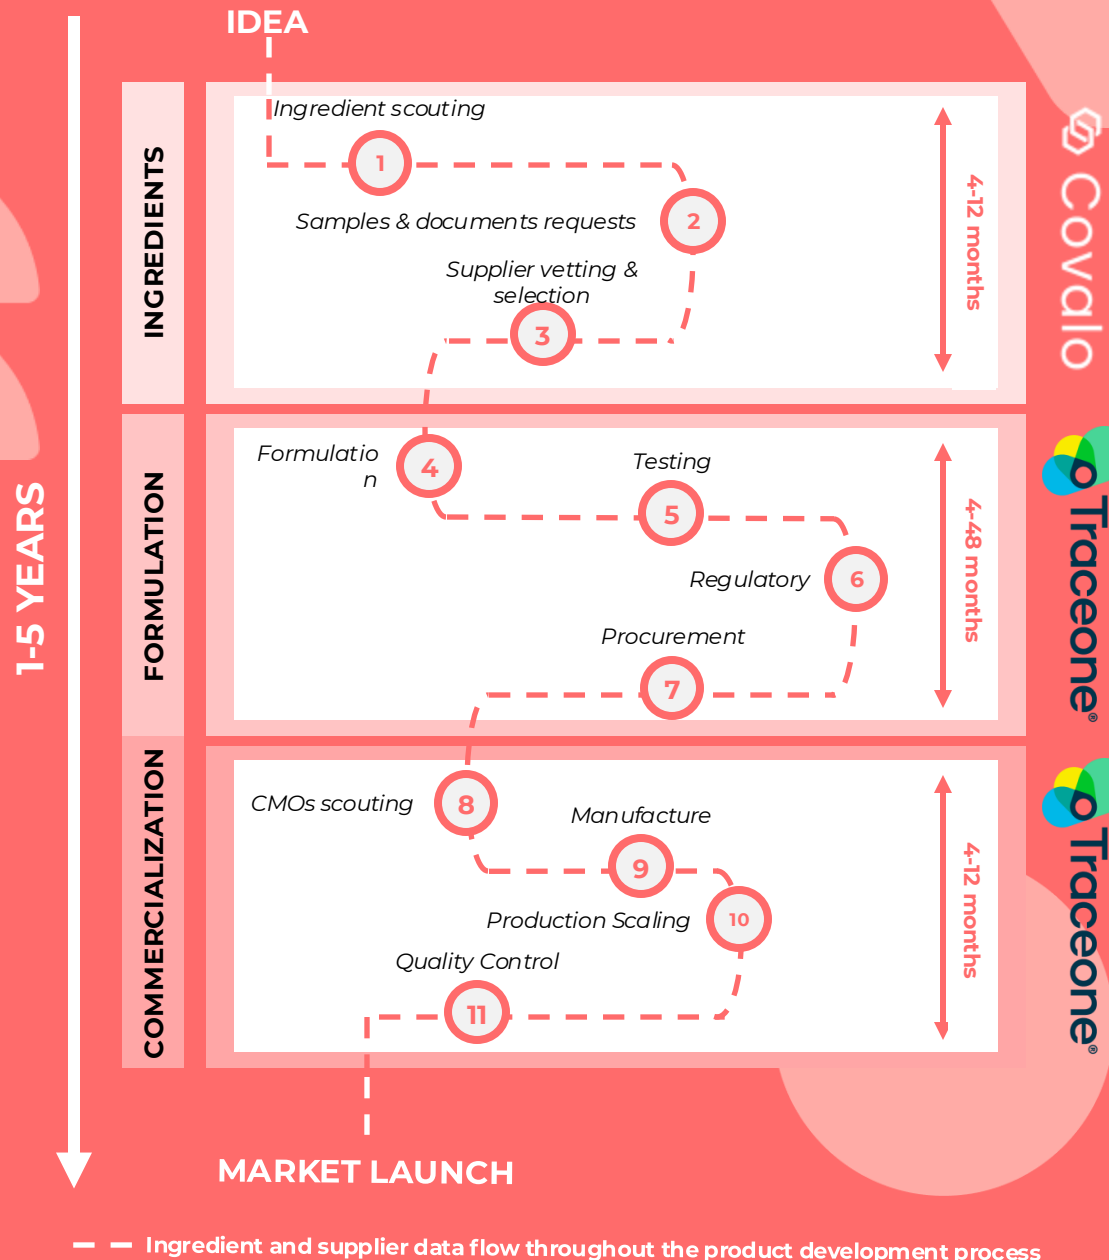 IDEA
INGREDIENTS
Ingredient scouting
1
Samples & documents requests
2
Supplier vetting &
selection
3
4-12 months
Covalo
1-5 YEARS
FORMULATION
Formulatio
n
4
Testing
5
Regulatory
6
Procurement
7
4-48 months
Traceone®
COMMERCIALIZATION
CMOs scouting
8
Manufacture
9
Production Scaling
10
Quality Control
11
4-12 months
Traceone®
MARKET LAUNCH
Ingredient and supplier data flow throughout the product development process